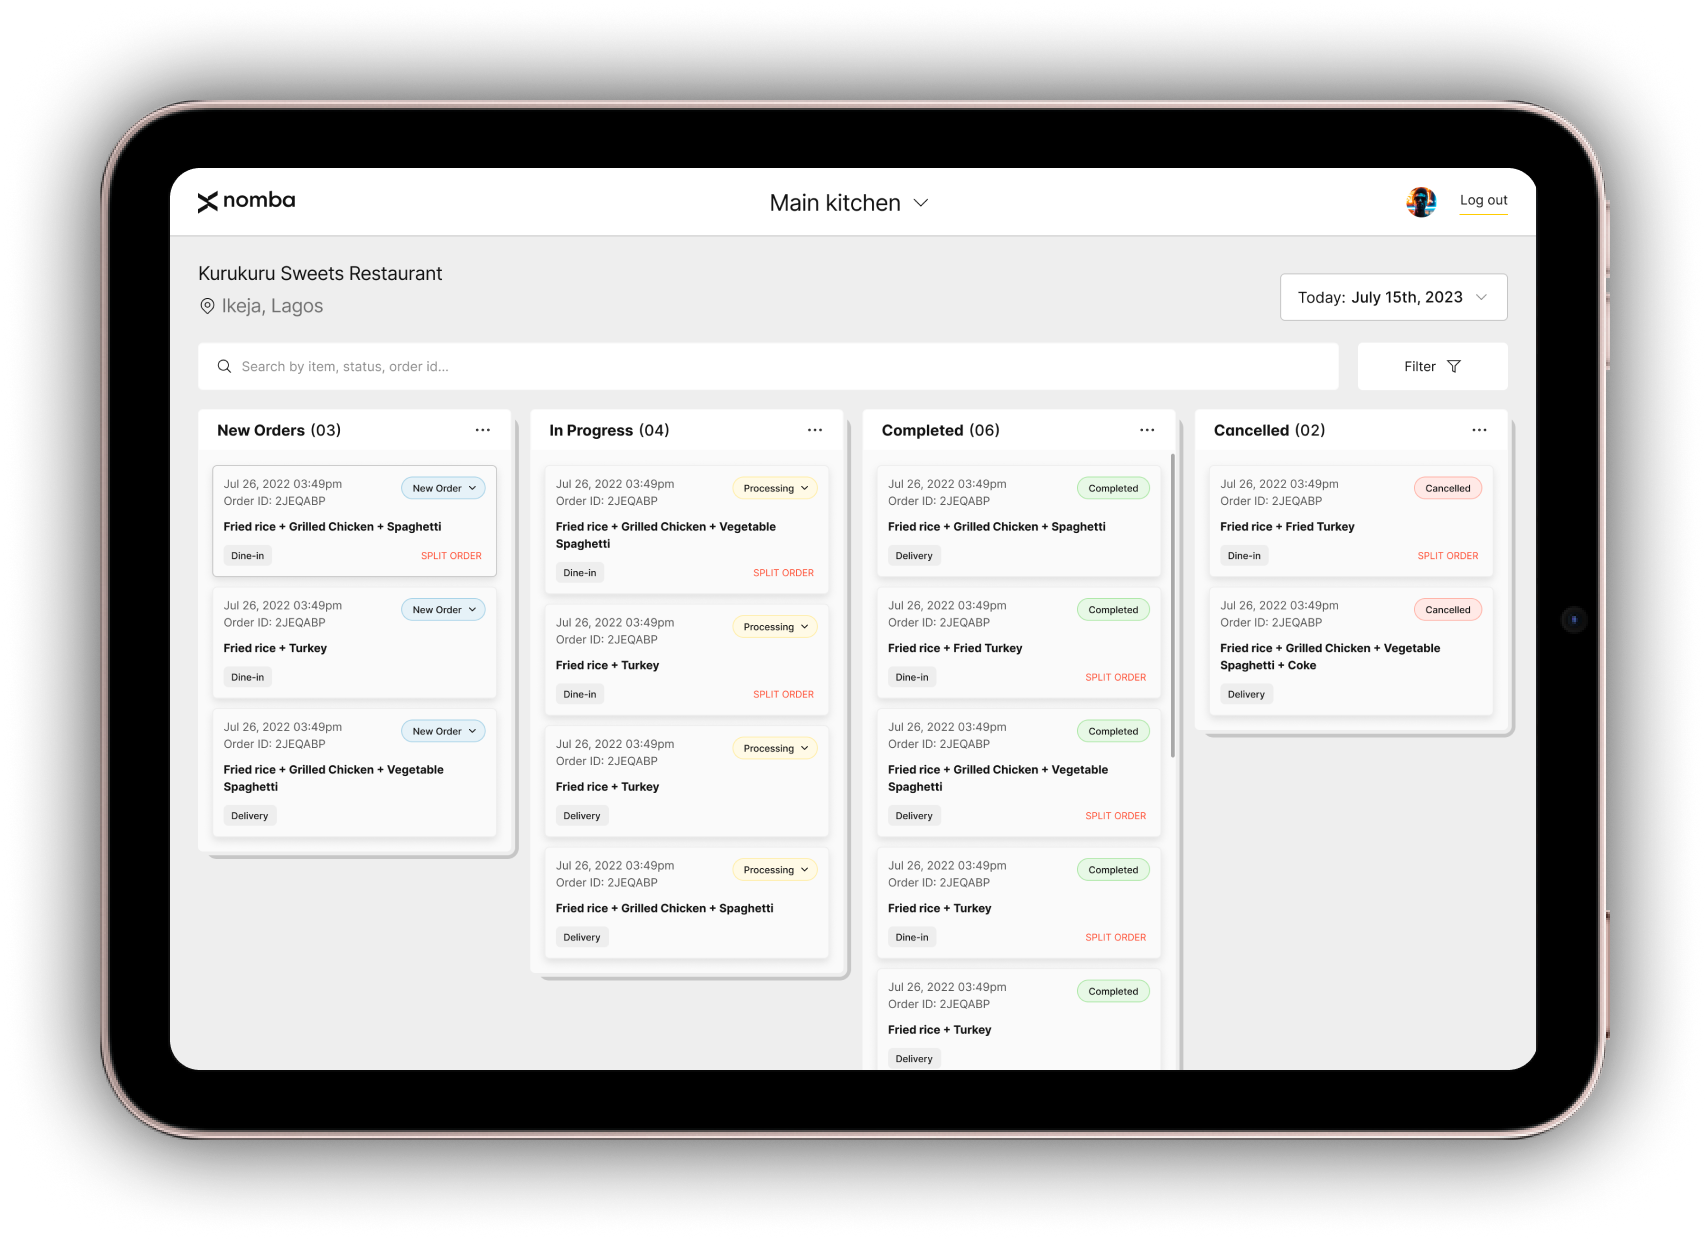 nomba
Main kitchen
Log out
Kurukuru Sweets Restaurant
Ikeja, Lagos
Today: July 15th, 2023
Search by item, status, order id...
Filter
New Orders (03)
Jul 26, 2022 03:49pm
New Order
Order ID: 2JEQABP
Fried rice + Grilled Chicken + Spaghetti
Dine-in
SPLIT ORDER
Jul 26, 2022 03:49pm
New Order
Order ID: 2JEQABP
Fried rice + Turkey
Dine-in
Jul 26, 2022 03:49pm
New Order
Order ID: 2JEQABP
Fried rice + Grilled Chicken + Vegetable
Spaghetti
Delivery
In Progress (04)
Jul 26, 2022 03:49pm
Processing
Order ID: 2JEQABP
Fried rice + Grilled Chicken + Vegetable
Spaghetti
Dine-in
SPLIT ORDER
Jul 26, 2022 03:49pm
Processing
Order ID: 2JEQABP
Fried rice + Turkey
Dine-in
SPLIT ORDER
Jul 26, 2022 03:49pm
Processing
Order ID: 2JEQABP
Fried rice + Turkey
Delivery
Jul 26, 2022 03:49pm
Processing
Order ID: 2JEQABP
Fried rice + Grilled Chicken + Spaghetti
Delivery
Completed (06)
Jul 26, 2022 03:49pm
Completed
Order ID: 2JEQABP
Fried rice + Grilled Chicken + Spaghetti
Delivery
Jul 26, 2022 03:49pm
Completed
Order ID: 2JEQABP
Fried rice + Fried Turkey
Dine-in
SPLIT ORDER
Jul 26, 2022 03:49pm
Completed
Order ID: 2JEQABP
Fried rice + Grilled Chicken + Vegetable
Spaghetti
Delivery
SPLIT ORDER
Jul 26, 2022 03:49pm
Completed
Order ID: 2JEQABP
Fried rice + Turkey
Dine-in
SPLIT ORDER
Jul 26, 2022 03:49pm
Completed
Order ID: 2JEQABP
Fried rice + Turkey
Delivery
Cancelled (02)
Jul 26, 2022 03:49pm
Cancelled
Order ID: 2JEQABP
Fried rice + Fried Turkey
Dine-in
SPLIT ORDER
Jul 26, 2022 03:49pm
Cancelled
Order ID: 2JEQABP
Fried rice + Grilled Chicken + Vegetable
Spaghetti + Coke
Delivery